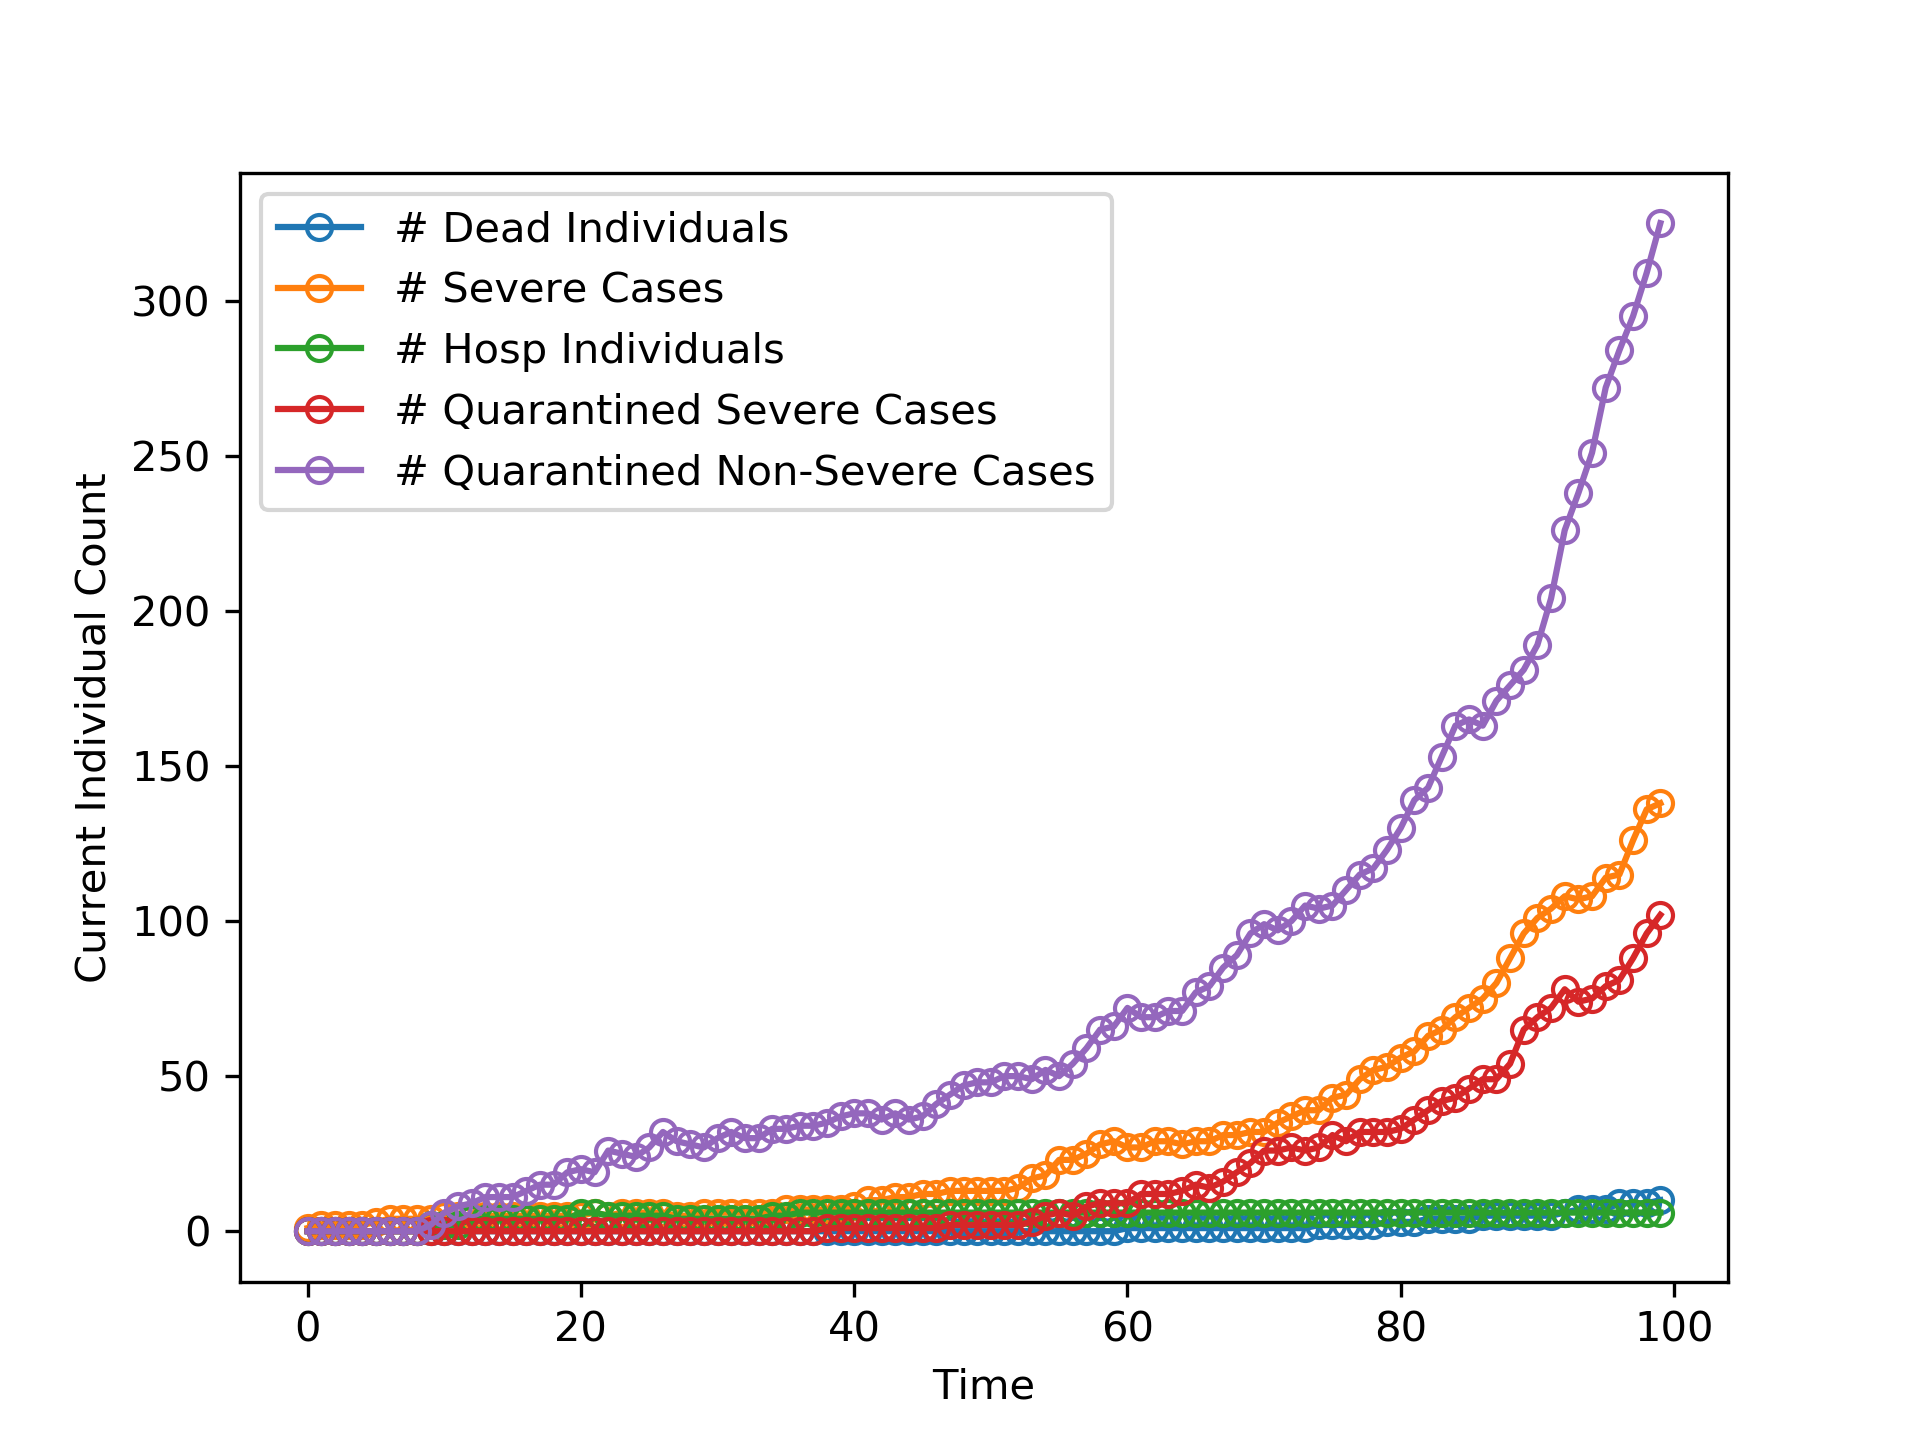 # Dead Individuals
# Severe Cases
# Hosp Individuals
# Quarantined Severe Cases
# Quarantined Non-Severe Cases
300
250
200
150
100
50
0
Current Individual Count
0 20 40 60 80 100
Time